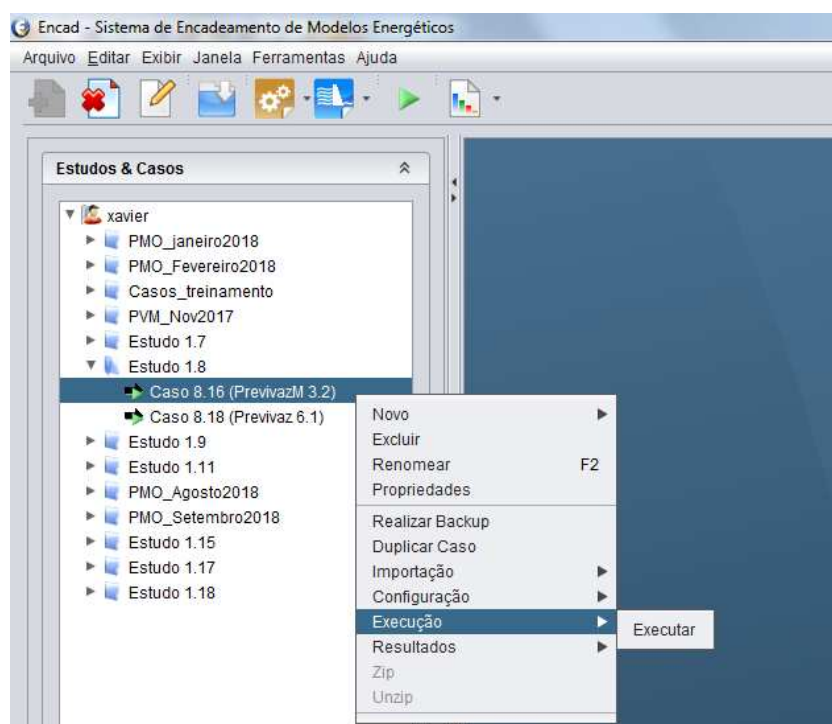 Encad - Sistema de Encadeamento de Modelos Energéticos
Arquivo Editar Exibir Janela Ferramentas Ajuda
Estudos & Casos
xavier
PMO_janeiro2018
PMO_Fevereiro2018
Casos_treinamento
PVM_Nov2017
Estudo 1.7
Estudo 1.8
Caso 8.16 (PrevivazM 3.2)
Caso 8.18 (Previvaz 6.1)
Estudo 1.9
Estudo 1.11
PMO_Agosto2018
PMO_Setembro2018
Estudo 1.15
Estudo 1.17
Estudo 1.18
Novo
Excluir
Renomear F2
Propriedades
Realizar Backup
Duplicar Caso
Importação
Configuração
Execução
Resultados
Zip
Unzip
Executar